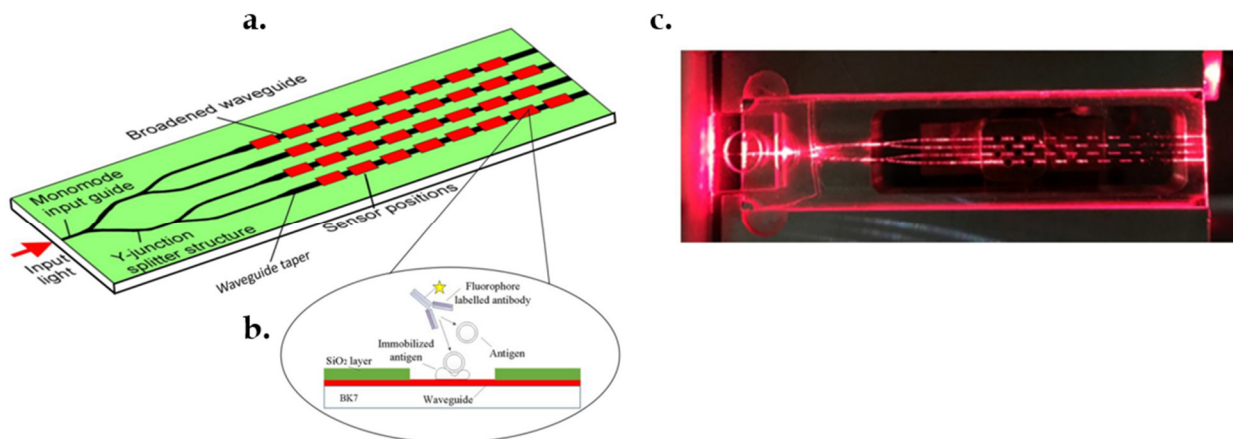 a.
Broadened waveguide
Monomode
input guide
Y-junction
splitter structure
Waveguide taper
Sensor positions
Input
light
b.
Fluorophore
labelled antibody
Immobilized
antigen
Antigen
SiO₂ layer
BK7
Waveguide
c.